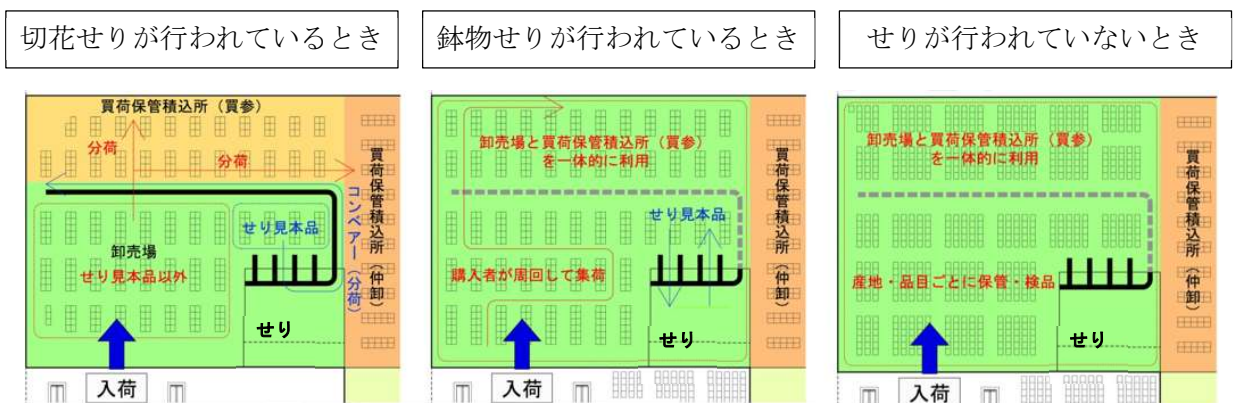 切花せりが行われているとき
買荷保管積込所（買参）
分荷
分荷
卸売場
せり見本品以外
せり見本品
コンベアー（分荷）
買荷保管積込所（仲卸）
せり
入荷
鉢物せりが行われているとき
卸売場と買荷保管積込所（買参）
を一体的に利用
せり見本品
購入者が周回して集荷
買荷保管積込所（仲卸）
せり
入荷
せりが行われていないとき
卸売場と買荷保管積込所（買参）
を一体的に利用
産地・品目ごとに保管・検品
買荷保管積込所（仲卸）
せり
入荷